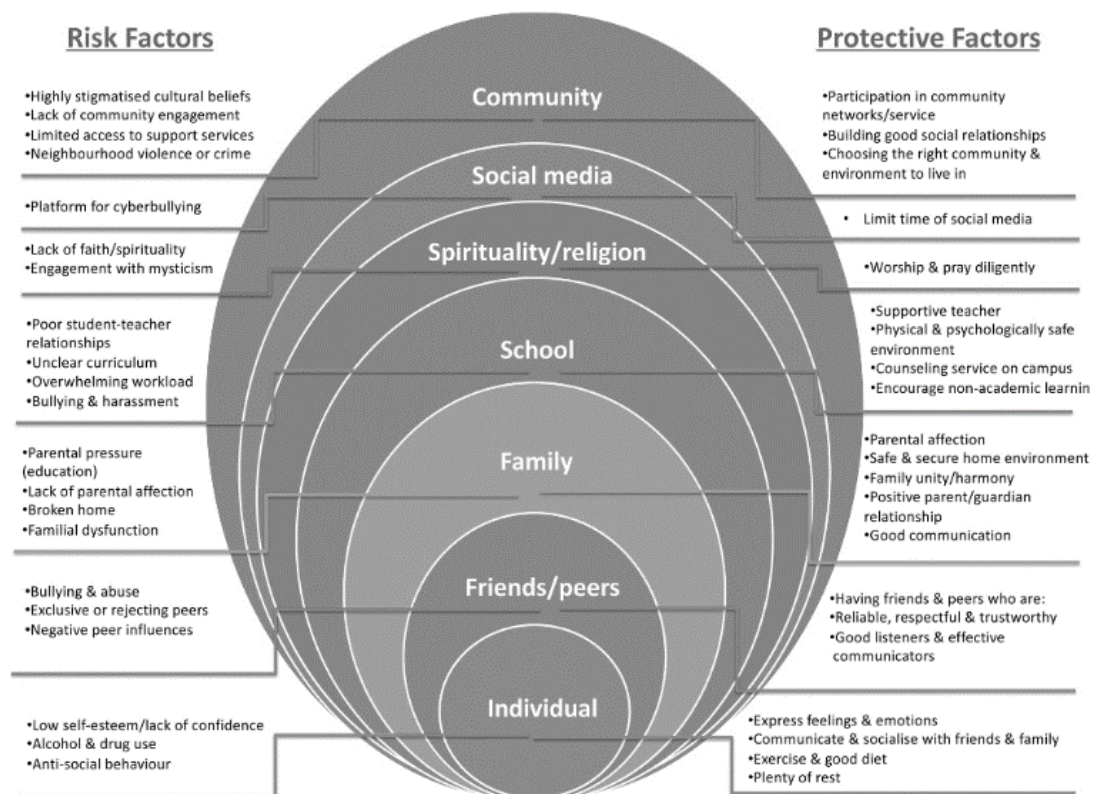 Risk Factors
Protective Factors
•Highly stigmatised cultural beliefs
•Lack of community engagement
•Limited access to support services
•Neighbourhood violence or crime
Community
•Participation in community
networks/service
•Building good social relationships
•Choosing the right community &
environment to live in
•Platform for cyberbullying
Social media
• Limit time of social media
•Lack of faith/spirituality
•Engagement with mysticism
Spirituality/religion
•Worship & pray diligently
•Poor student-teacher
relationships
•Unclear curriculum
•Overwhelming workload
•Bullying & harassment
School
•Supportive teacher
•Physical & psychologically safe
environment
•Counseling service on campus
•Encourage non-academic learnin
•Parental pressure
(education)
•Lack of parental affection
•Broken home
•Familial dysfunction
Family
•Parental affection
•Safe & secure home environment
•Family unity/harmony
•Positive parent/guardian
relationship
•Good communication
•Bullying & abuse
•Exclusive or rejecting peers
•Negative peer influences
Friends/peers
•Having friends & peers who are:
•Reliable, respectful & trustworthy
•Good listeners & effective
communicators
•Low self-esteem/lack of confidence
•Alcohol & drug use
•Anti-social behaviour
Individual
•Express feelings & emotions
•Communicate & socialise with friends & family
•Exercise & good diet
•Plenty of rest